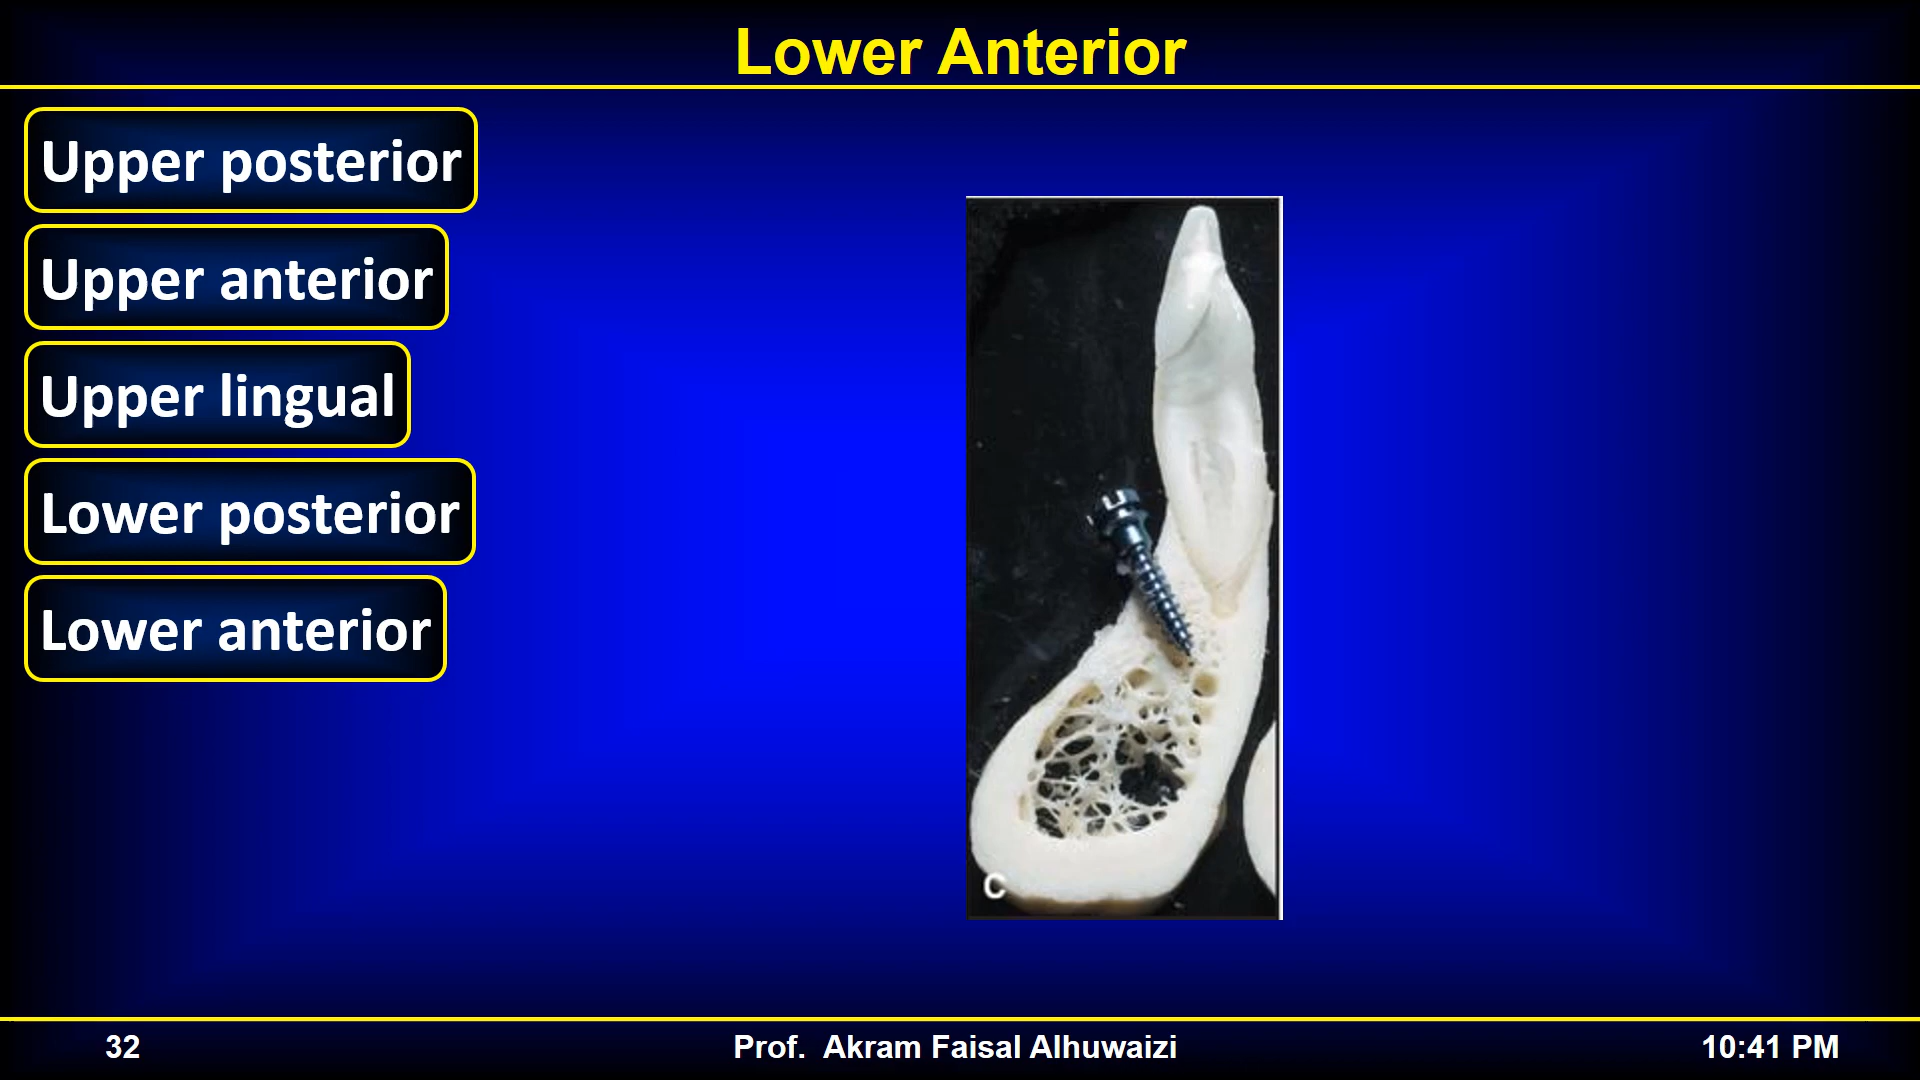 Lower Anterior
Upper posterior
Upper anterior
Upper lingual
Lower posterior
Lower anterior
C
32
Prof. Akram Faisal Alhuwaizi
10:41 PM